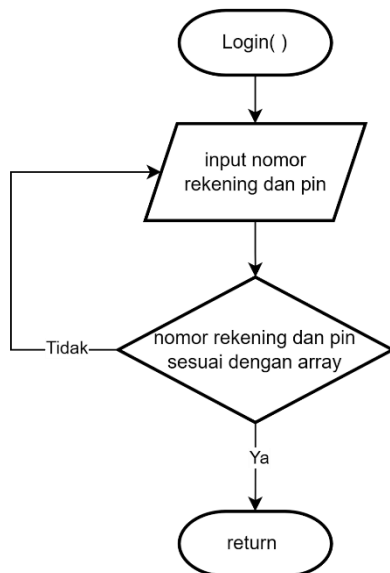 Login( )
input nomor
rekening dan pin
nomor rekening dan pin
sesuai dengan array
Tidak
Ya
return